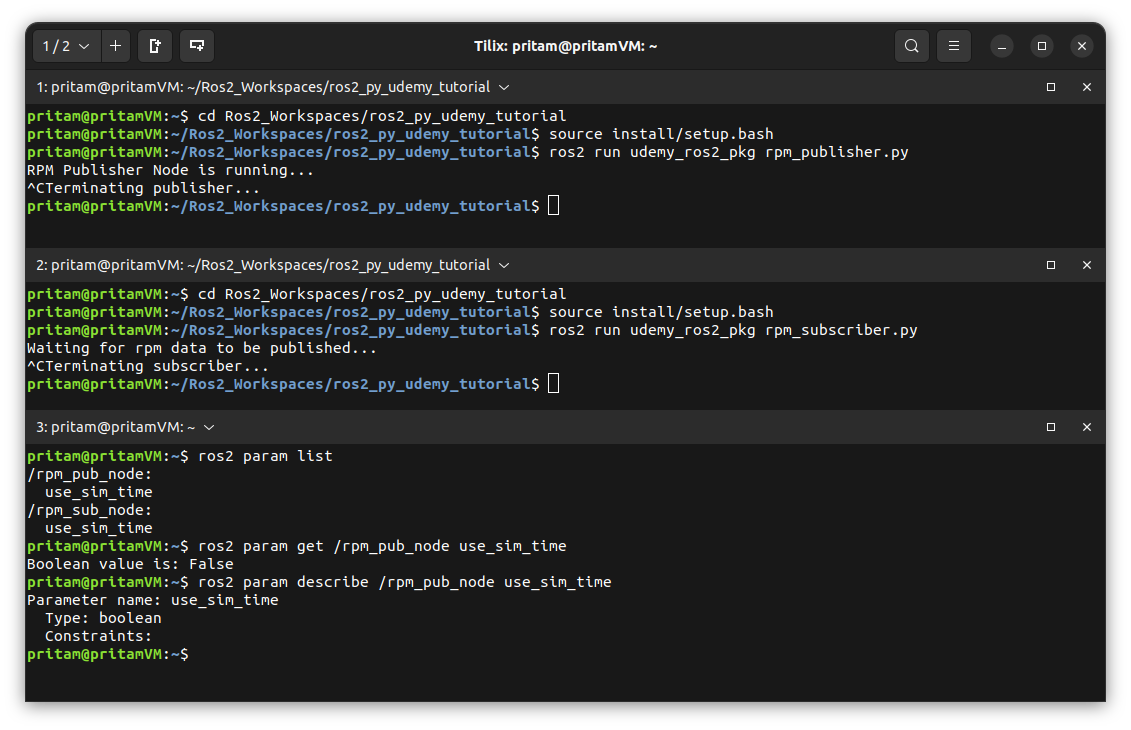 1 / 2
Tilix: pritam@pritamVM: ~
1: pritam@pritamVM: ~/Ros2_Workspaces/ros2_py_udemy_tutorial
pritam@pritamVM:~$ cd Ros2_Workspaces/ros2_py_udemy_tutorial
pritam@pritamVM:~/Ros2_Workspaces/ros2_py_udemy_tutorial$ source install/setup.bash
pritam@pritamVM:~/Ros2_Workspaces/ros2_py_udemy_tutorial$ ros2 run udemy_ros2_pkg rpm_publisher.py
RPM Publisher Node is running...
^CTerminating publisher...
pritam@pritamVM:~/Ros2_Workspaces/ros2_py_udemy_tutorial$
2: pritam@pritamVM: ~/Ros2_Workspaces/ros2_py_udemy_tutorial
pritam@pritamVM:~$ cd Ros2_Workspaces/ros2_py_udemy_tutorial
pritam@pritamVM:~/Ros2_Workspaces/ros2_py_udemy_tutorial$ source install/setup.bash
pritam@pritamVM:~/Ros2_Workspaces/ros2_py_udemy_tutorial$ ros2 run udemy_ros2_pkg rpm_subscriber.py
Waiting for rpm data to be published...
^CTerminating subscriber...
pritam@pritamVM:~/Ros2_Workspaces/ros2_py_udemy_tutorial$
3: pritam@pritamVM: ~
pritam@pritamVM:~$ ros2 param list
/rpm_pub_node:
  use_sim_time
/rpm_sub_node:
  use_sim_time
pritam@pritamVM:~$ ros2 param get /rpm_pub_node use_sim_time
Boolean value is: False
pritam@pritamVM:~$ ros2 param describe /rpm_pub_node use_sim_time
Parameter name: use_sim_time
  Type: boolean
  Constraints:
pritam@pritamVM:~$